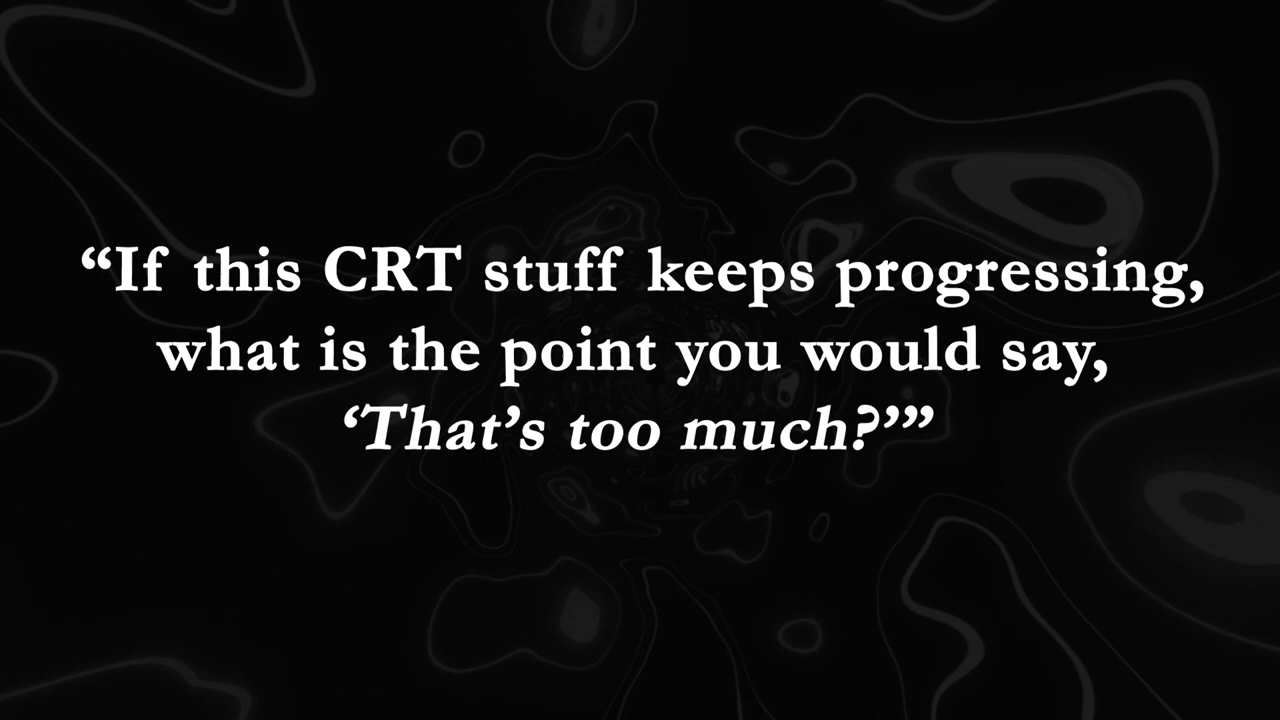 “If this CRT stuff keeps progressing,
what is the point you would say,
‘That’s too much?’”